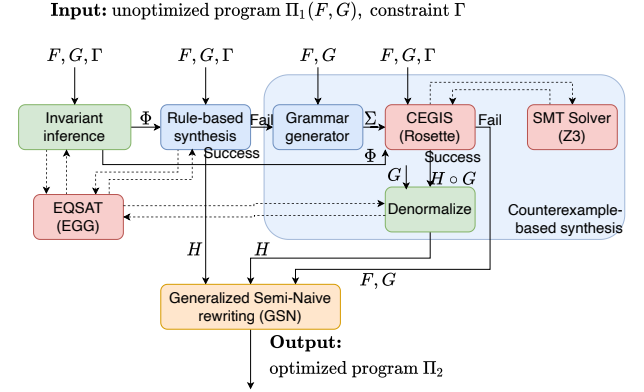 Input: unoptimized program Π₁(F, G), constraint Γ
F, G, Γ
F, G, Γ
F, G
F, G, Γ
Invariant
inference
Φ
Rule-based
synthesis
Fail
Grammar
generator
Σ
CEGIS
(Rosette)
Fail
SMT Solver
(Z3)
Success
Φ
Success
G
H ∘ G
EQSAT
(EGG)
Denormalize
Counterexample-
based synthesis
H
H
F, G
Generalized Semi-Naive
rewriting (GSN)
Output:
optimized program Π₂